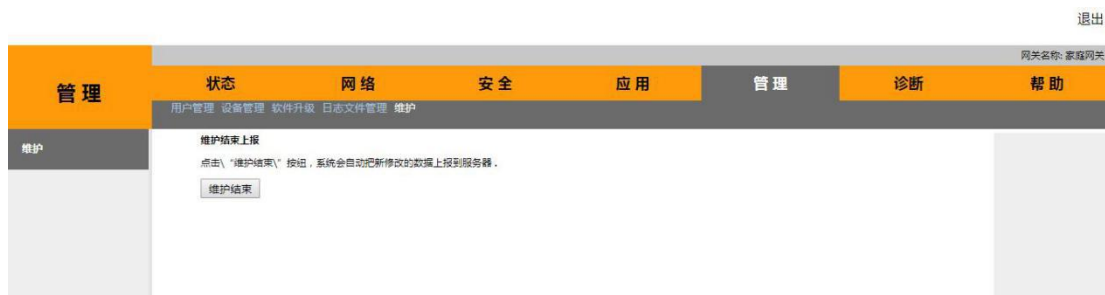 退出
网关名称: 家庭网关
管 理
状态 网 络 安 全 应 用 管 理 诊断 帮 助
用户管理 设备管理 软件升级 日志文件管理 维护
维护
维护结束上报
点击\ "维护结束\" 按纽，系统会自动把新修改的数据上报到服务器．
维护结束